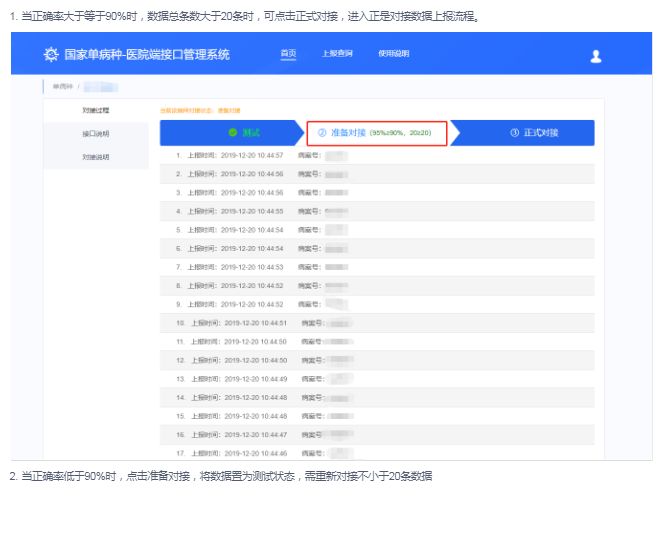 1. 当正确率大于等于90%时，数据总条数大于20条时，可点击正式对接，进入正是对接数据上报流程。
国家单病种-医院端接口管理系统 首页 上报查询 使用说明
单病种 /
对接过程
接口说明
对接说明
当前该病种对接状态：准备对接
测试 ② 准备对接 (95%≥90%，20≥20) ③ 正式对接
1. 上报时间：2019-12-20 10:44:57 病案号：
2. 上报时间：2019-12-20 10:44:56 病案号：
3. 上报时间：2019-12-20 10:44:56 病案号：
4. 上报时间：2019-12-20 10:44:55 病案号：
5. 上报时间：2019-12-20 10:44:54 病案号：
6. 上报时间：2019-12-20 10:44:54 病案号：
7. 上报时间：2019-12-20 10:44:53 病案号：
8. 上报时间：2019-12-20 10:44:52 病案号：
9. 上报时间：2019-12-20 10:44:52 病案号：
10. 上报时间：2019-12-20 10:44:51 病案号：
11. 上报时间：2019-12-20 10:44:50 病案号：
12. 上报时间：2019-12-20 10:44:50 病案号：
13. 上报时间：2019-12-20 10:44:49 病案号：
14. 上报时间：2019-12-20 10:44:48 病案号：
15. 上报时间：2019-12-20 10:44:48 病案号：
16. 上报时间：2019-12-20 10:44:47 病案号：
17. 上报时间：2019-12-20 10:44:46 病案号：
2. 当正确率低于90%时，点击准备对接，将数据置为测试状态，需重新对接不小于20条数据